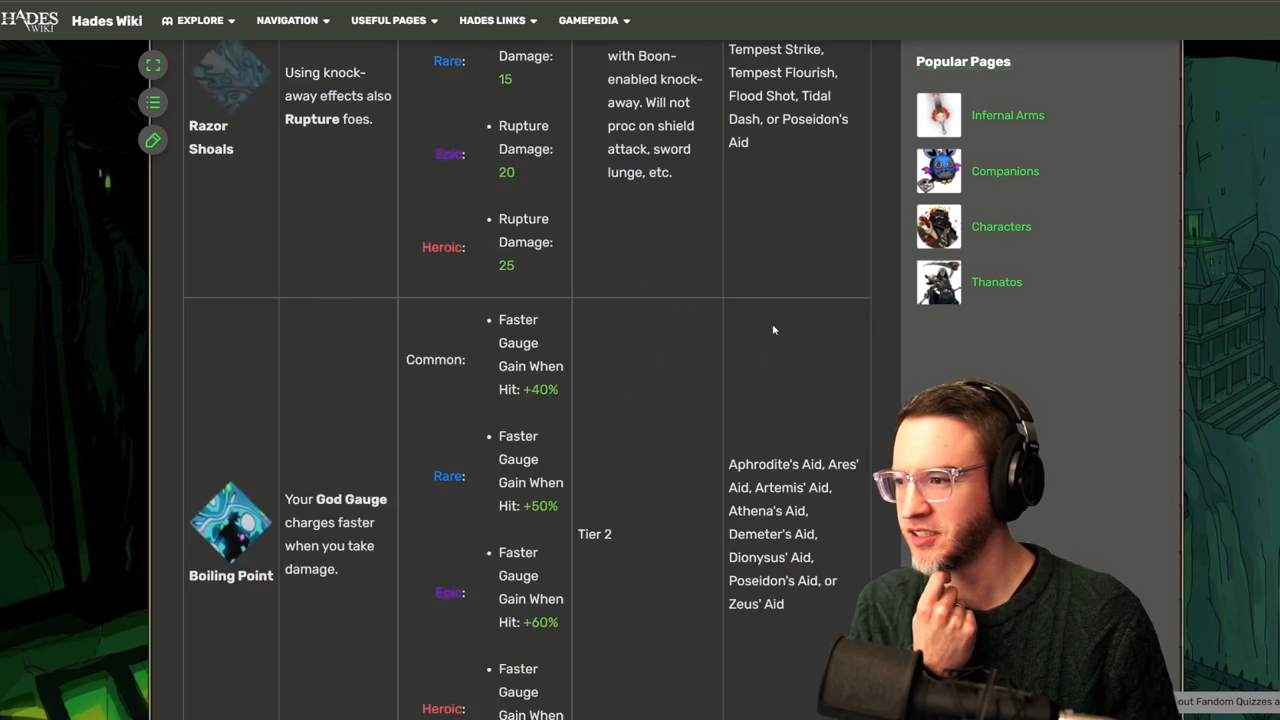 HADES
WIKI
Hades Wiki
EXPLORE
NAVIGATION
USEFUL PAGES
HADES LINKS
GAMEPEDIA
Razor
Shoals
Using knock-
away effects also
Rupture foes.
Rare:
Damage:
15
Epic:
• Rupture
Damage:
20
Heroic:
• Rupture
Damage:
25
with Boon-
enabled knock-
away. Will not
proc on shield
attack, sword
lunge, etc.
Tempest Strike,
Tempest Flourish,
Flood Shot, Tidal
Dash, or Poseidon's
Aid
Boiling Point
Your God Gauge
charges faster
when you take
damage.
Common:
• Faster
Gauge
Gain When
Hit: +40%
Rare:
• Faster
Gauge
Gain When
Hit: +50%
Epic:
• Faster
Gauge
Gain When
Hit: +60%
Heroic:
• Faster
Gauge
Gain When
Tier 2
Aphrodite's Aid, Ares'
Aid, Artemis' Aid,
Athena's Aid,
Demeter's Aid,
Dionysus' Aid,
Poseidon's Aid, or
Zeus' Aid
Popular Pages
Infernal Arms
Companions
Characters
Thanatos
out Fandom Quizzes a